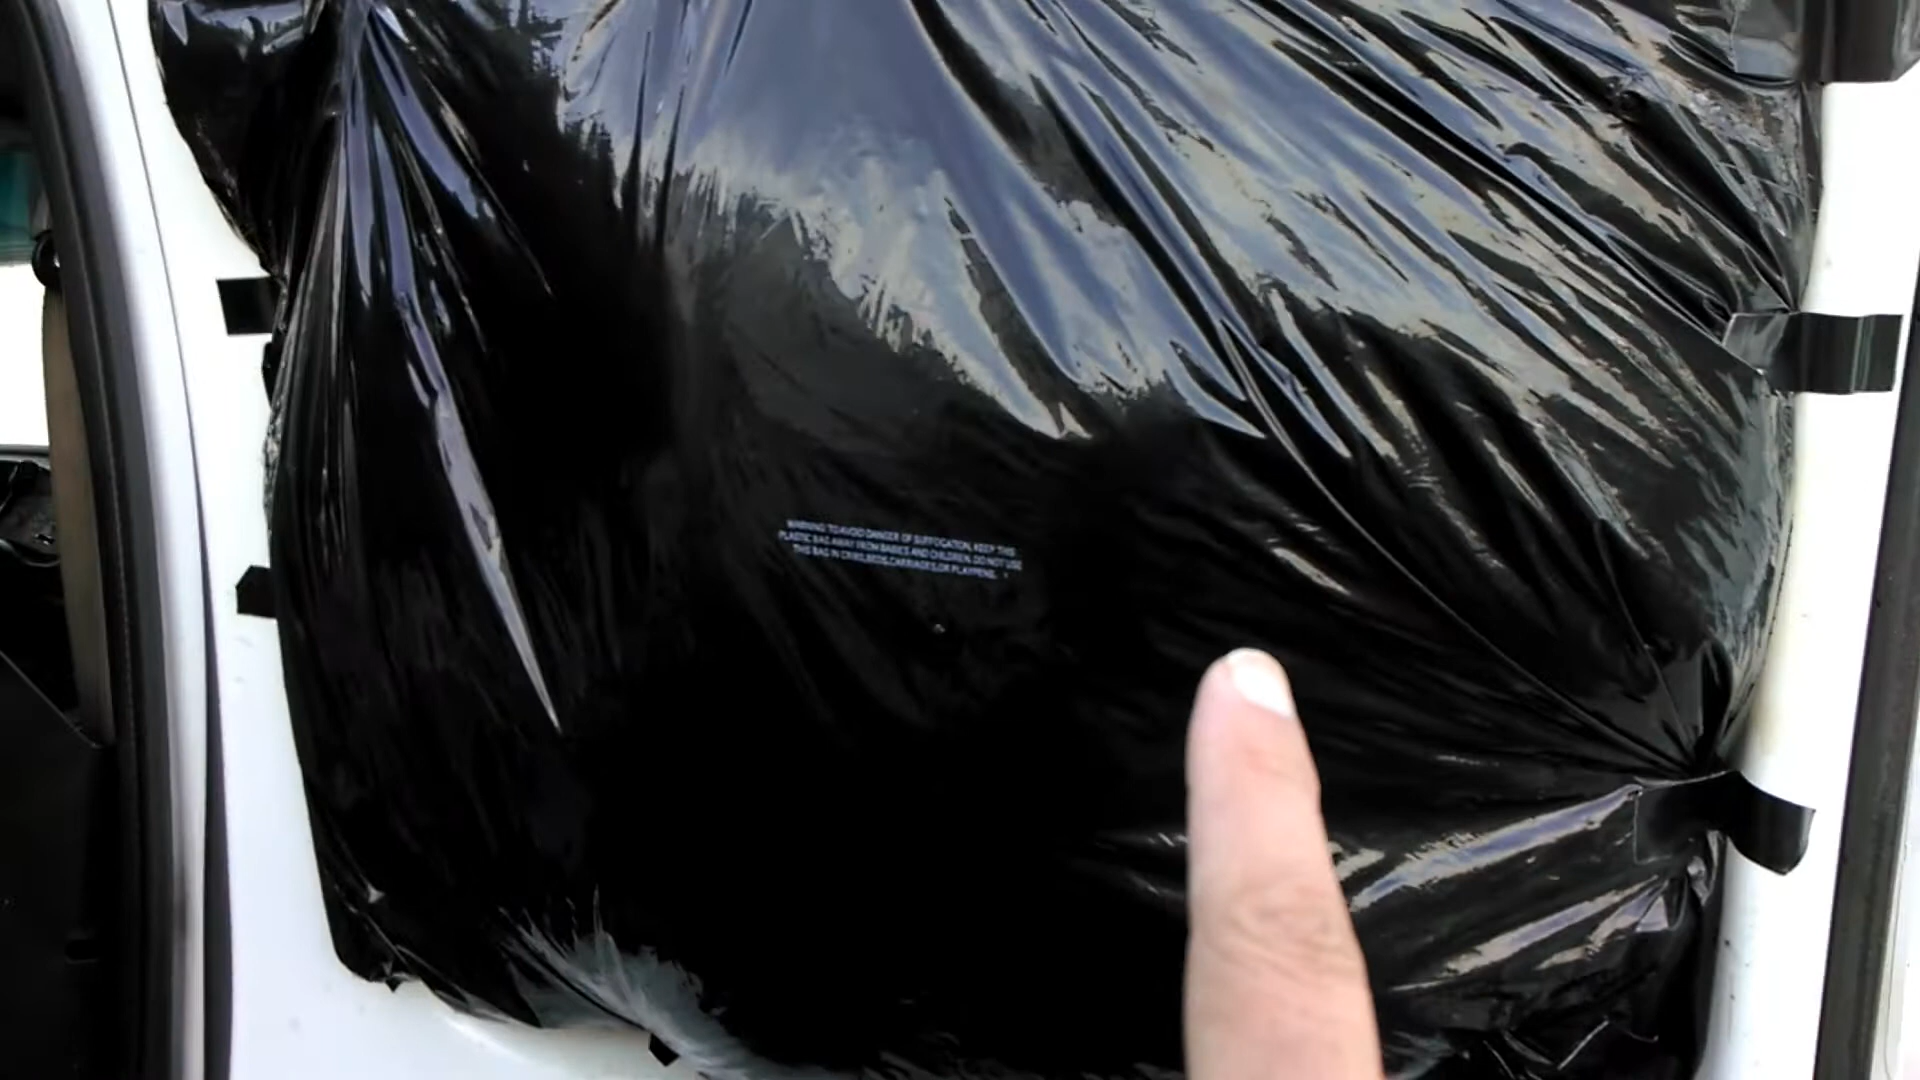 WARNING TO AVOID DANGER OF SUFFOCATION, KEEP THIS
PLASTIC BAG AWAY FROM BABIES AND CHILDREN. DO NOT USE
THIS BAG IN CRIBS,BEDS,CARRIAGES,OR PLAYPENS.